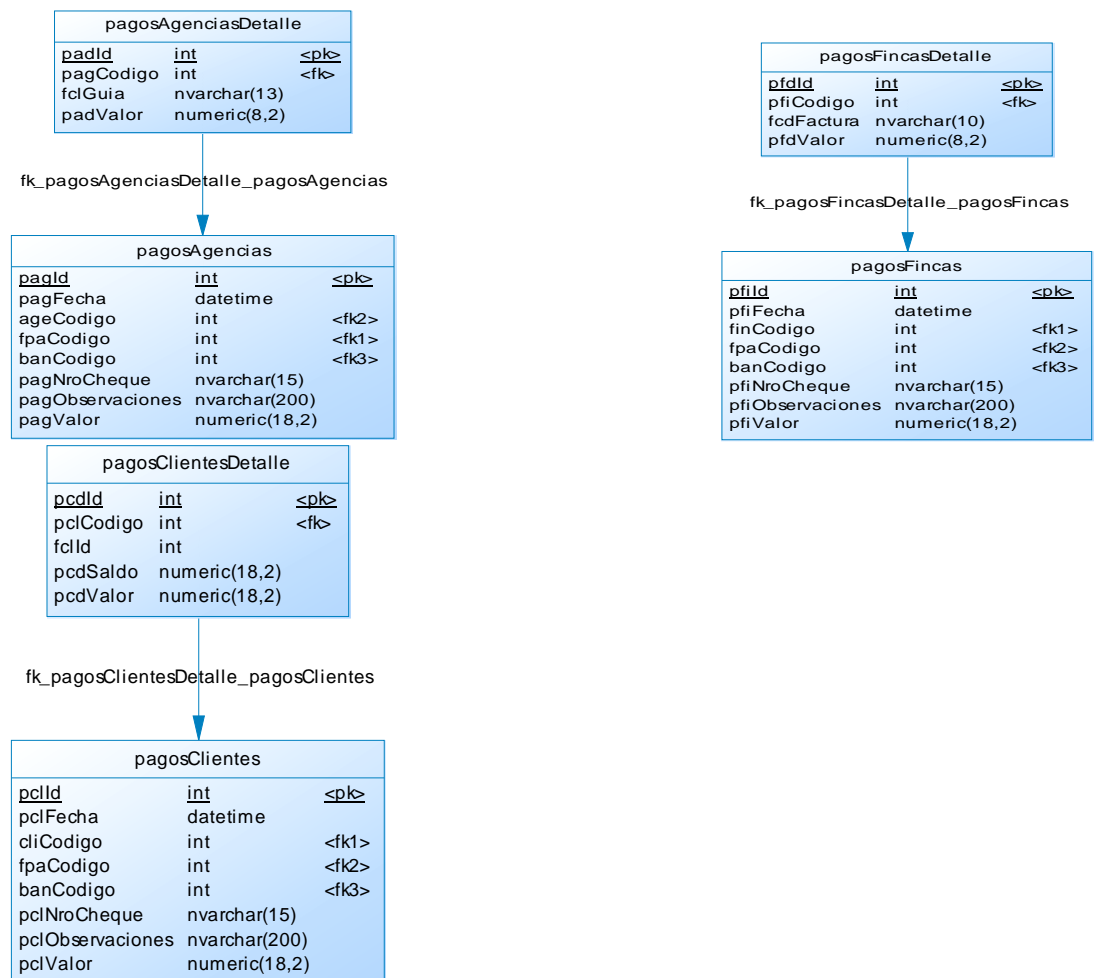 pagosAgenciasDetalle
padId int <pk>
pagCodigo int <fk>
fclGuia nvarchar(13)
padValor numeric(8,2)
fk_pagosAgenciasDetalle_pagosAgencias
pagosAgencias
pagId int <pk>
pagFecha datetime
ageCodigo int <fk2>
fpaCodigo int <fk1>
banCodigo int <fk3>
pagNroCheque nvarchar(15)
pagObservaciones nvarchar(200)
pagValor numeric(18,2)
pagosFincasDetalle
pfdId int <pk>
pfiCodigo int <fk>
fcdFactura nvarchar(10)
pfdValor numeric(8,2)
fk_pagosFincasDetalle_pagosFincas
pagosFincas
pfiId int <pk>
pfiFecha datetime
finCodigo int <fk1>
fpaCodigo int <fk2>
banCodigo int <fk3>
pfiNroCheque nvarchar(15)
pfiObservaciones nvarchar(200)
pfiValor numeric(18,2)
pagosClientesDetalle
pcdId int <pk>
pclCodigo int <fk>
fclId int
pcdSaldo numeric(18,2)
pcdValor numeric(18,2)
fk_pagosClientesDetalle_pagosClientes
pagosClientes
pclId int <pk>
pclFecha datetime
cliCodigo int <fk1>
fpaCodigo int <fk2>
banCodigo int <fk3>
pclNroCheque nvarchar(15)
pclObservaciones nvarchar(200)
pclValor numeric(18,2)